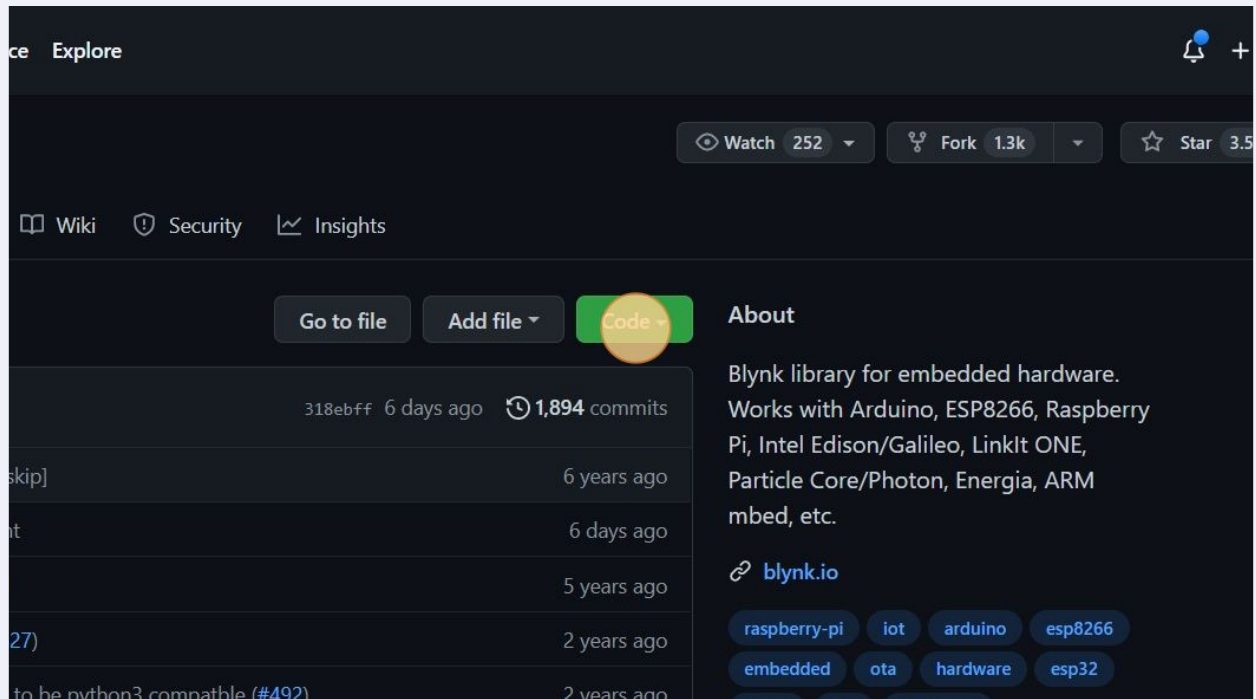 ce Explore
Watch 252 Fork 1.3k Star 3.5
Wiki Security Insights
Go to file Add file Code
318ebff 6 days ago 1,894 commits
skip] 6 years ago
nt 6 days ago
5 years ago
27) 2 years ago
to be python3 compatble (#492) 2 years ago
About
Blynk library for embedded hardware.
Works with Arduino, ESP8266, Raspberry
Pi, Intel Edison/Galileo, LinkIt ONE,
Particle Core/Photon, Energia, ARM
mbed, etc.
blynk.io
raspberry-pi iot arduino esp8266
embedded ota hardware esp32